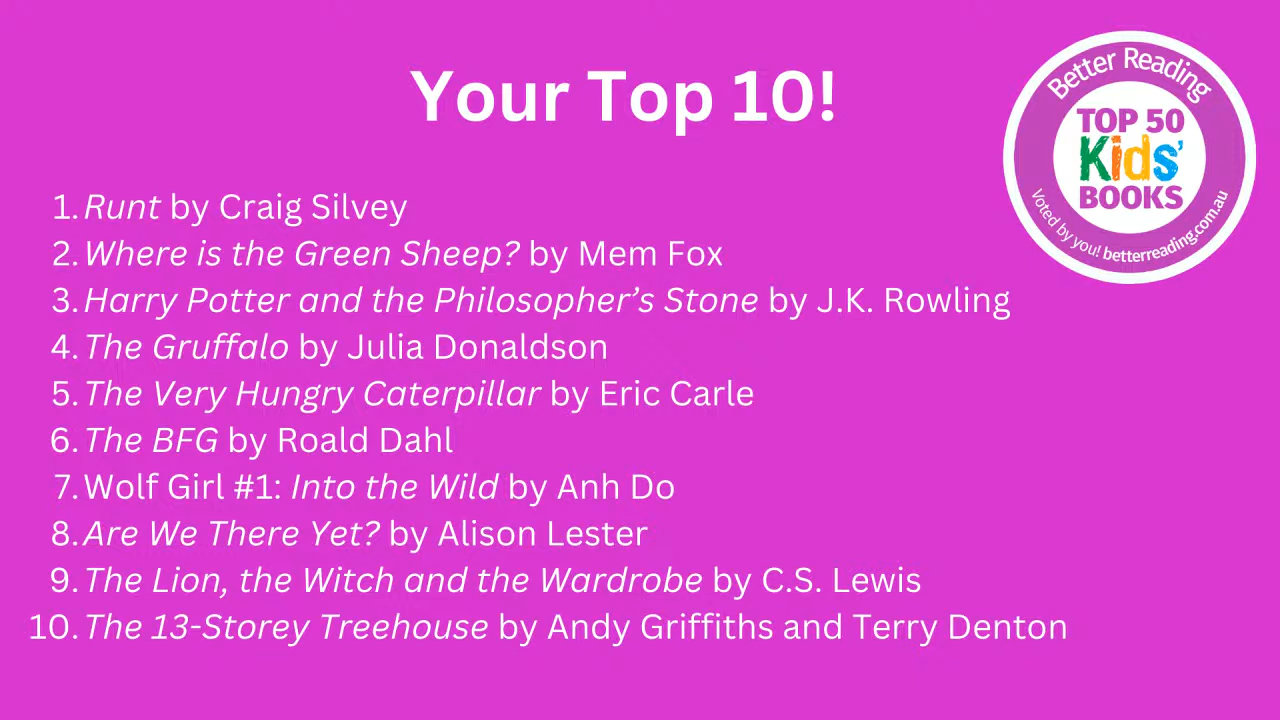 Your Top 10!
Better Reading
TOP 50
Kids'
BOOKS
Voted by you! betterreading.com.au
1. Runt by Craig Silvey
2. Where is the Green Sheep? by Mem Fox
3. Harry Potter and the Philosopher’s Stone by J.K. Rowling
4. The Gruffalo by Julia Donaldson
5. The Very Hungry Caterpillar by Eric Carle
6. The BFG by Roald Dahl
7. Wolf Girl #1: Into the Wild by Anh Do
8. Are We There Yet? by Alison Lester
9. The Lion, the Witch and the Wardrobe by C.S. Lewis
10. The 13-Storey Treehouse by Andy Griffiths and Terry Denton